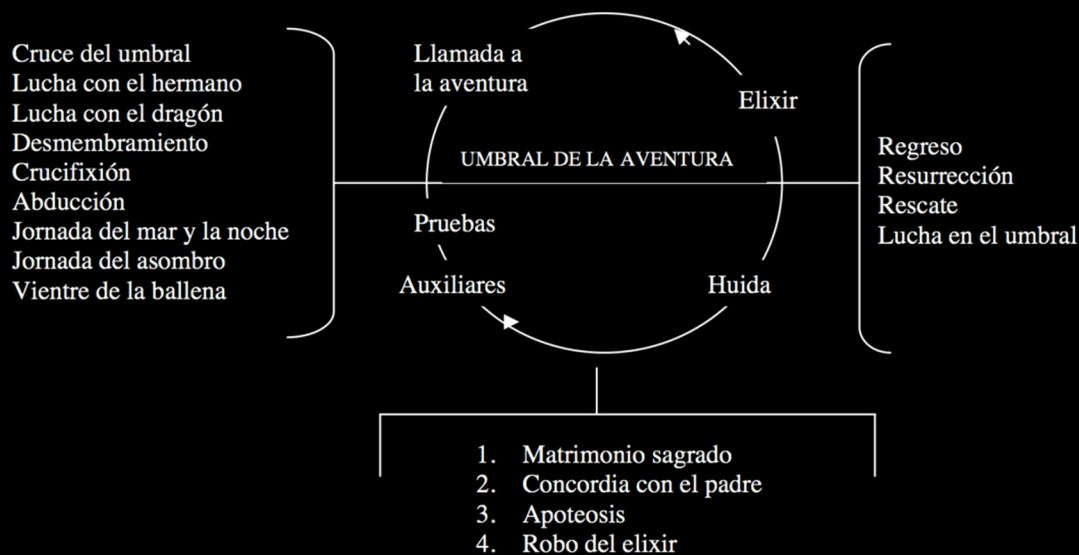 Cruce del umbral
Lucha con el hermano
Lucha con el dragón
Desmembramiento
Crucifixión
Abducción
Jornada del mar y la noche
Jornada del asombro
Vientre de la ballena
Llamada a
la aventura
Elixir
UMBRAL DE LA AVENTURA
Pruebas
Auxiliares
Huida
Regreso
Resurrección
Rescate
Lucha en el umbral
1. Matrimonio sagrado
2. Concordia con el padre
3. Apoteosis
4. Robo del elixir